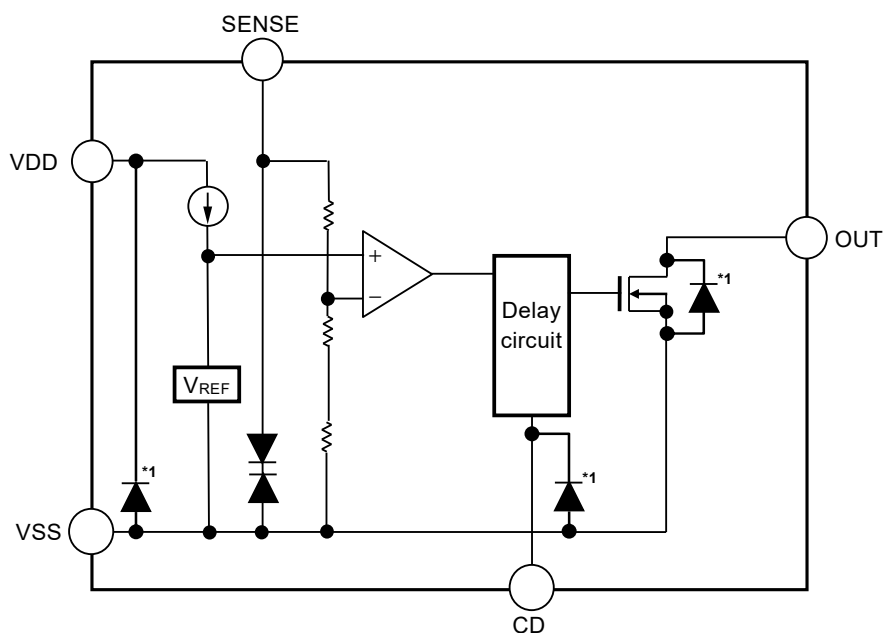 SENSE
VDD
OUT
+
−
*1
Delay
circuit
VREF
*1
*1
VSS
CD